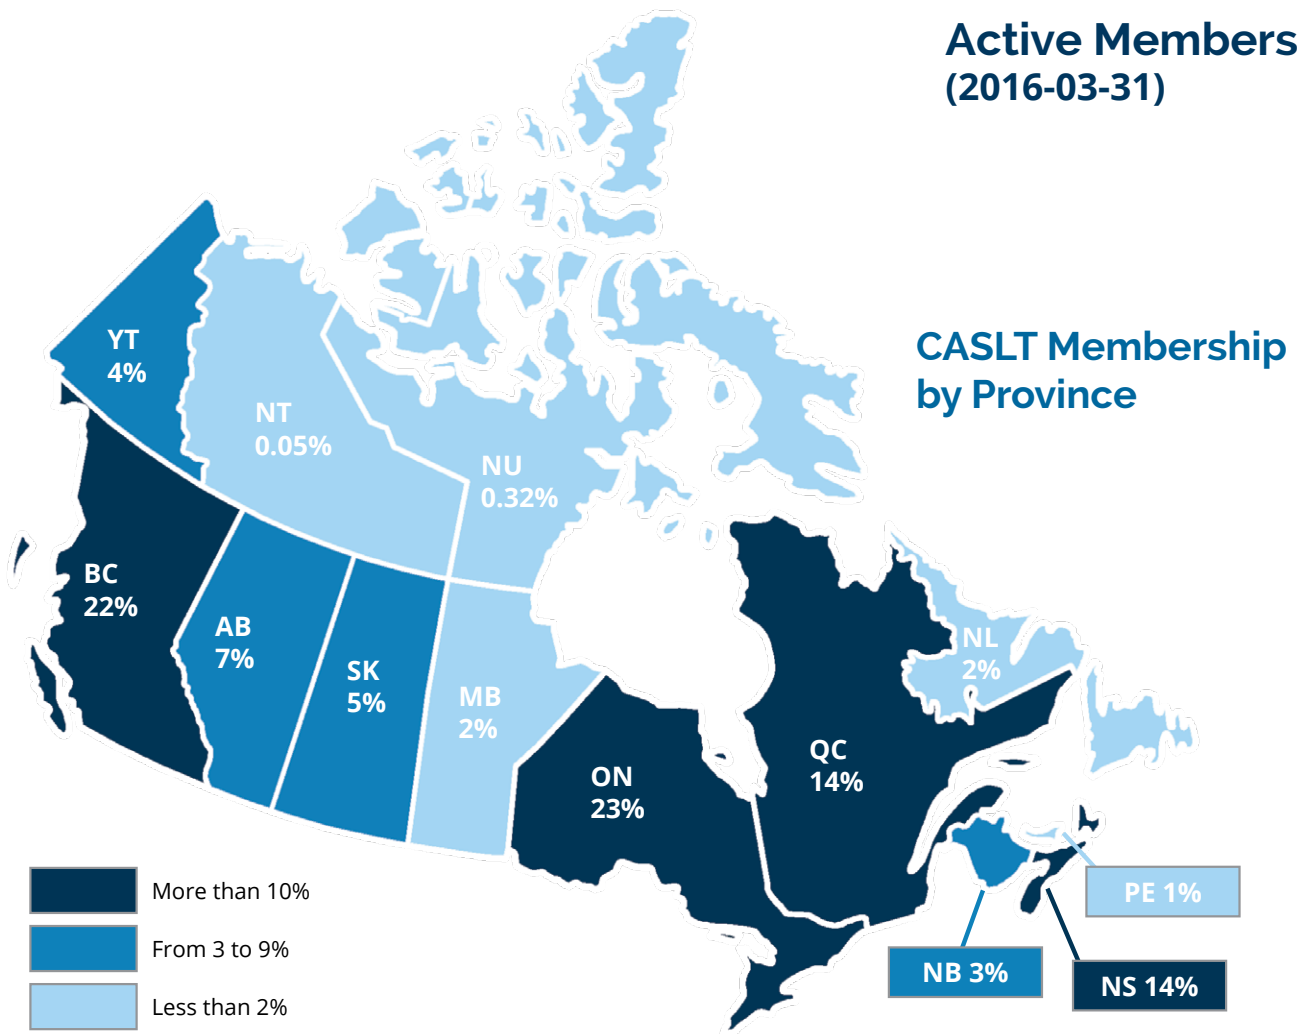 Active Members
(2016-03-31)
CASLT Membership
by Province
YT
4%
NT
0.05%
NU
0.32%
BC
22%
AB
7%
SK
5%
MB
2%
ON
23%
QC
14%
NL
2%
PE 1%
NB 3%
NS 14%
More than 10%
From 3 to 9%
Less than 2%